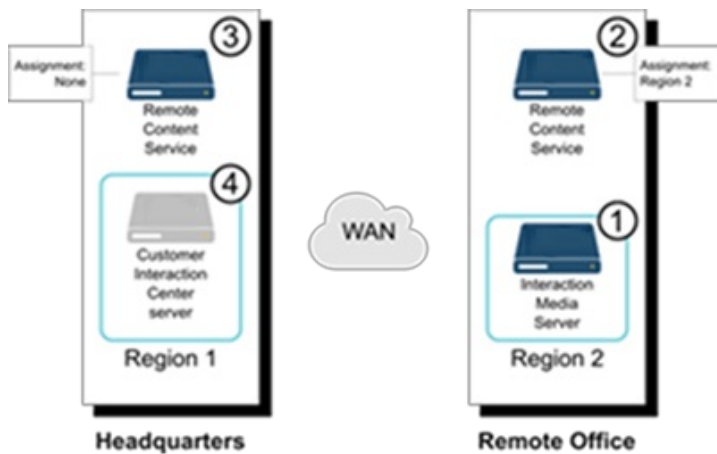 3
Assignment:
None
Remote
Content
Service
4
Customer
Interaction
Center
server
Region 1
Headquarters
WAN
2
Assignment:
Region 2
Remote
Content
Service
1
Interaction
Media
Server
Region 2
Remote Office